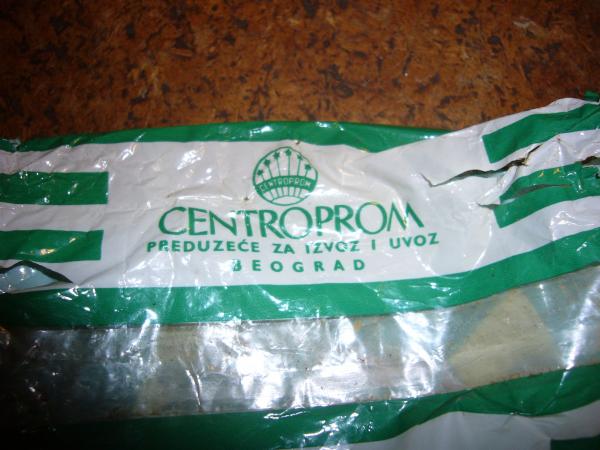 CENTROPROM
CENTROPROM
PREDUZEĆE ZA IZVOZ I UVOZ
BEOGRAD